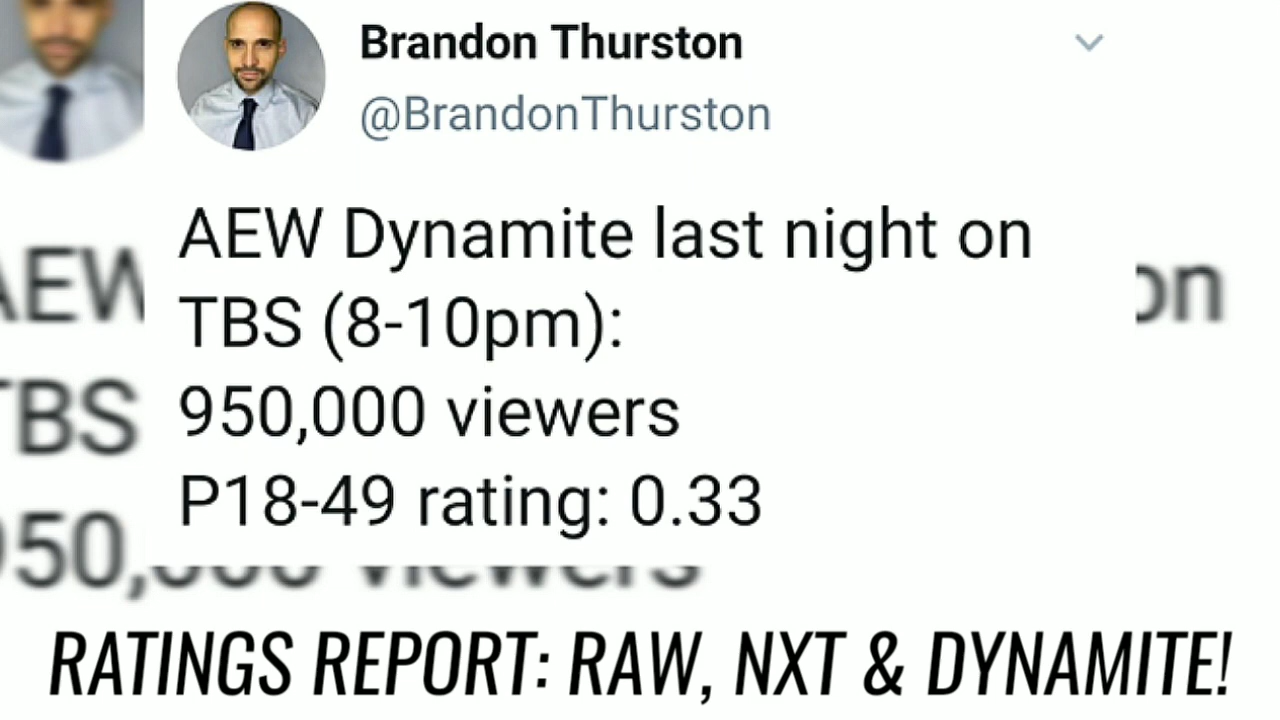 Brandon Thurston
@BrandonThurston
AEW Dynamite last night on
TBS (8-10pm):
950,000 viewers
P18-49 rating: 0.33
RATINGS REPORT: RAW, NXT & DYNAMITE!